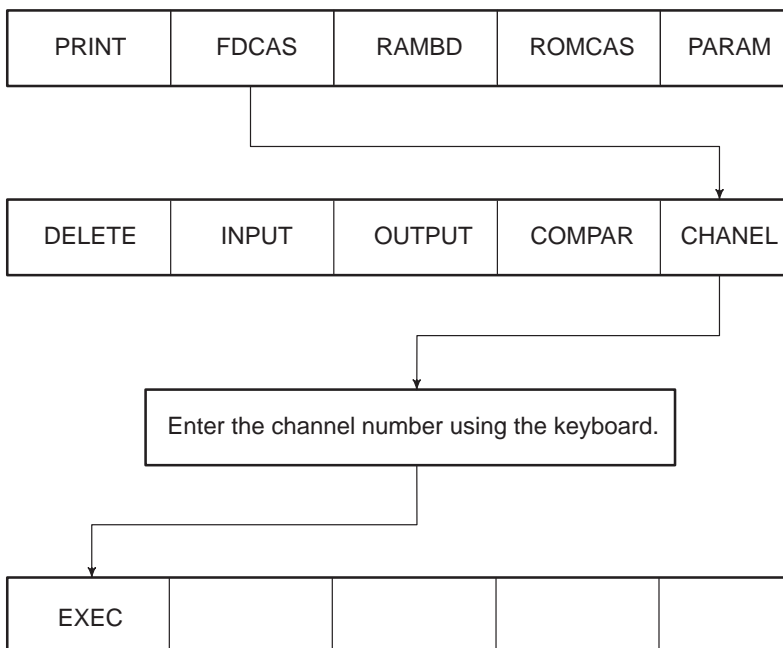 PRINT FDCAS RAMBD ROMCAS PARAM
DELETE INPUT OUTPUT COMPAR CHANEL
Enter the channel number using the keyboard.
EXEC